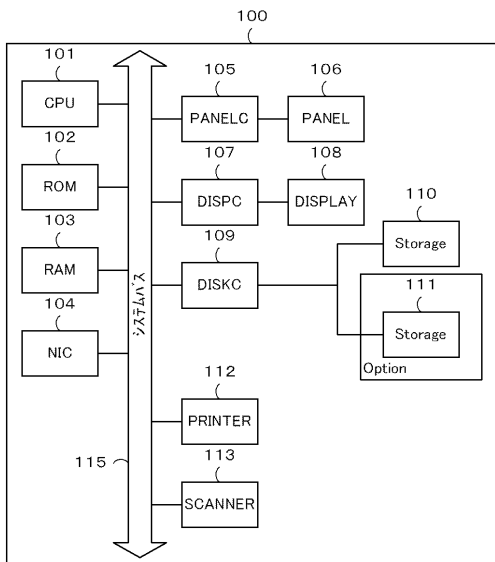 100
101
CPU
102
ROM
103
RAM
104
NIC
システムバス
115
105
PANELC
106
PANEL
107
DISPC
108
DISPLAY
109
DISKC
110
Storage
111
Storage
Option
112
PRINTER
113
SCANNER